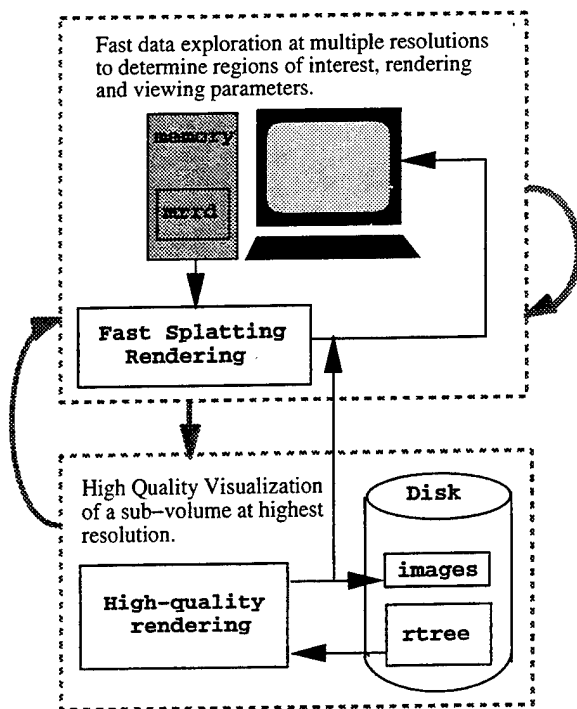 Fast data exploration at multiple resolutions
to determine regions of interest, rendering
and viewing parameters.
memory
mrrd
Fast Splatting
Rendering
High Quality Visualization
of a sub-volume at highest
resolution.
Disk
images
High-quality
rendering
rtree